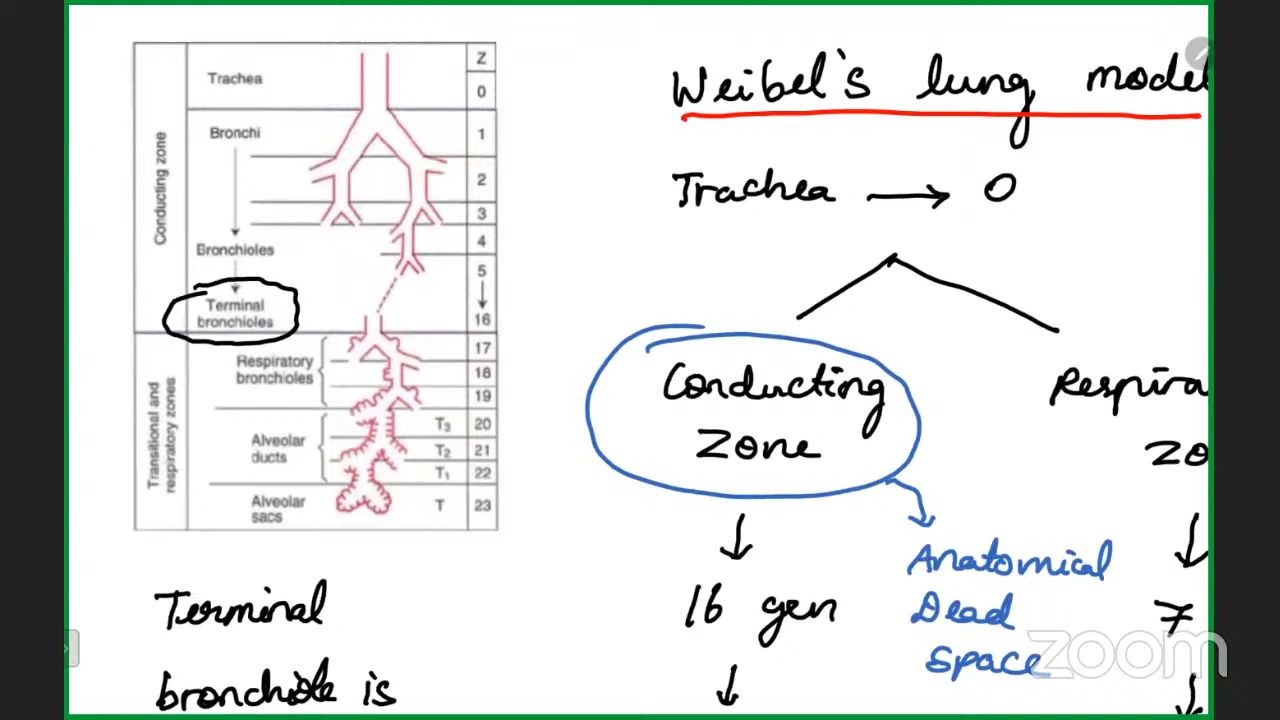 Z
Trachea
0
Bronchi
1
2
3
4
Bronchioles
5
Terminal
bronchioles
16
Conducting zone
17
Respiratory
bronchioles
18
19
T3 20
Alveolar
ducts
T2 21
T1 22
Alveolar
sacs
T 23
Transitional and
respiratory zones
Weibel's lung model
Trachea → 0
Conducting
Zone
Respira
zo
16 gen
Anatomical
Dead
Space
7
Terminal
bronchiole is
zoom